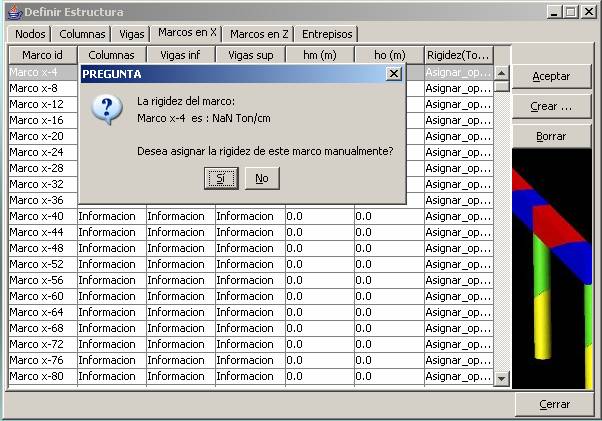 Definir Estructura
Nodos Columnas Vigas Marcos en X Marcos en Z Entrepisos
Marco id Columnas Vigas inf Vigas sup hm (m) ho (m) Rigidez(To...
Marco x-4 Asignar_op...
Marco x-8 Asignar_op...
Marco x-12 Asignar_op...
Marco x-16 Asignar_op...
Marco x-20 Asignar_op...
Marco x-24 Asignar_op...
Marco x-28 Asignar_op...
Marco x-32 Asignar_op...
Marco x-36 Asignar_op...
Marco x-40 Informacion Informacion Informacion 0.0 0.0 Asignar_op...
Marco x-44 Informacion Informacion Informacion 0.0 0.0 Asignar_op...
Marco x-48 Informacion Informacion Informacion 0.0 0.0 Asignar_op...
Marco x-52 Informacion Informacion Informacion 0.0 0.0 Asignar_op...
Marco x-56 Informacion Informacion Informacion 0.0 0.0 Asignar_op...
Marco x-60 Informacion Informacion Informacion 0.0 0.0 Asignar_op...
Marco x-64 Informacion Informacion Informacion 0.0 0.0 Asignar_op...
Marco x-68 Informacion Informacion Informacion 0.0 0.0 Asignar_op...
Marco x-72 Informacion Informacion Informacion 0.0 0.0 Asignar_op...
Marco x-76 Informacion Informacion Informacion 0.0 0.0 Asignar_op...
Marco x-80 Informacion Informacion Informacion 0.0 0.0 Asignar_op...
PREGUNTA
La rigidez del marco:
Marco x-4 es : NaN Ton/cm
Desea asignar la rigidez de este marco manualmente?
Sí No
Aceptar
Crear ...
Borrar
Cerrar